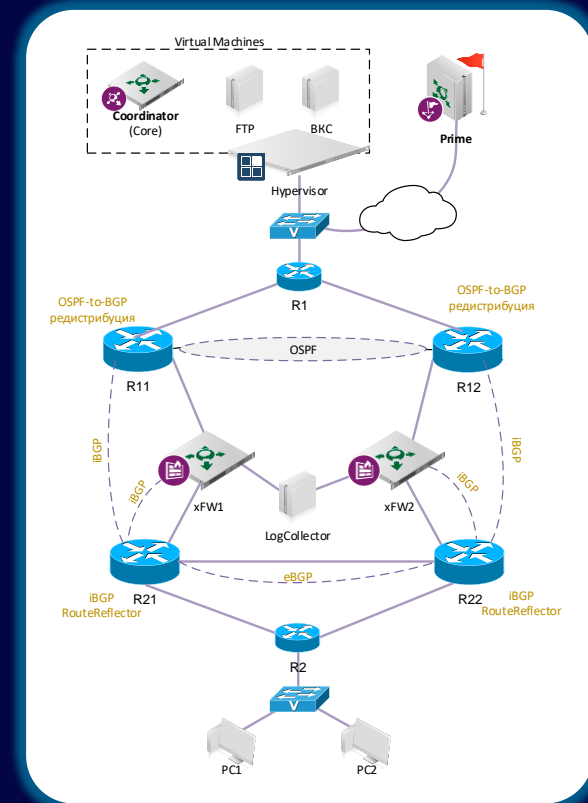 Virtual Machines
Coordinator
(Core)
FTP
ВКС
Prime
Hypervisor
V
R1
OSPF-to-BGP
редистрибуция
OSPF-to-BGP
редистрибуция
OSPF
R11
R12
iBGP
iBGP
iBGP
iBGP
xFW1
xFW2
LogCollector
eBGP
iBGP
RouteReflector
R21
R22
iBGP
RouteReflector
R2
V
PC1
PC2